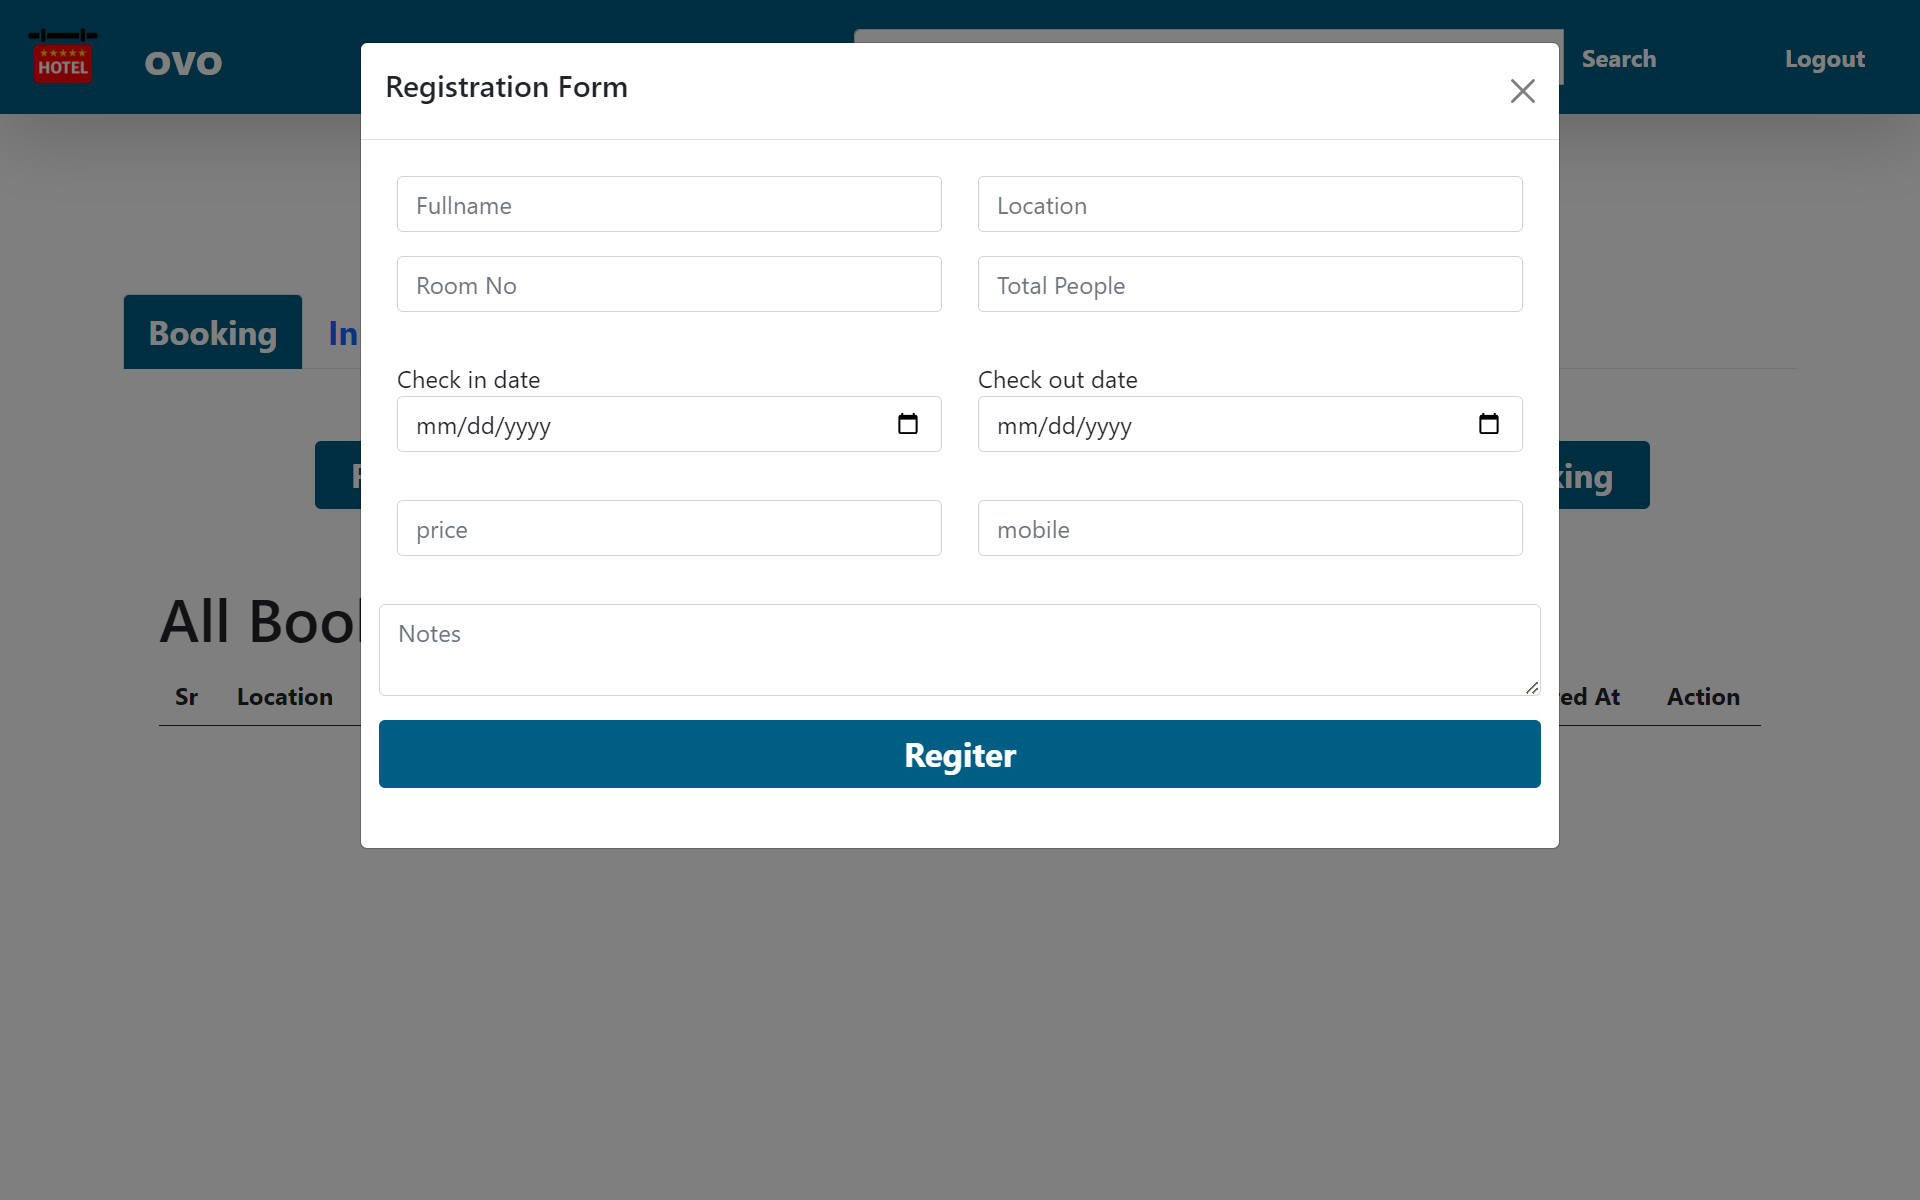 HOTEL
ovo
Search
Logout
Registration Form
Fullname
Location
Room No
Total People
Booking
In
Check in date
Check out date
mm/dd/yyyy
mm/dd/yyyy
king
price
mobile
All Boo
Notes
Sr
Location
red At
Action
Regiter